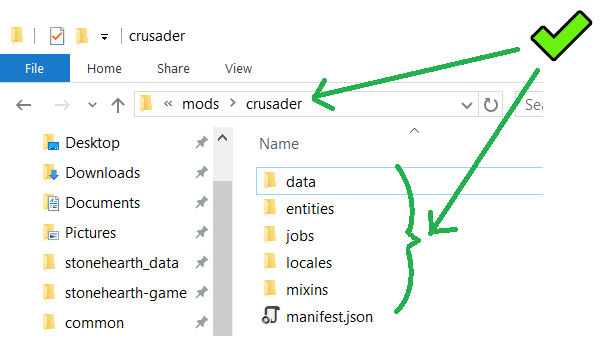 crusader
File Home Share View
« mods > crusader Sea
Desktop
Downloads
Documents
Pictures
stonehearth_data
stonehearth-game
common
Name
data
entities
jobs
locales
mixins
manifest.json